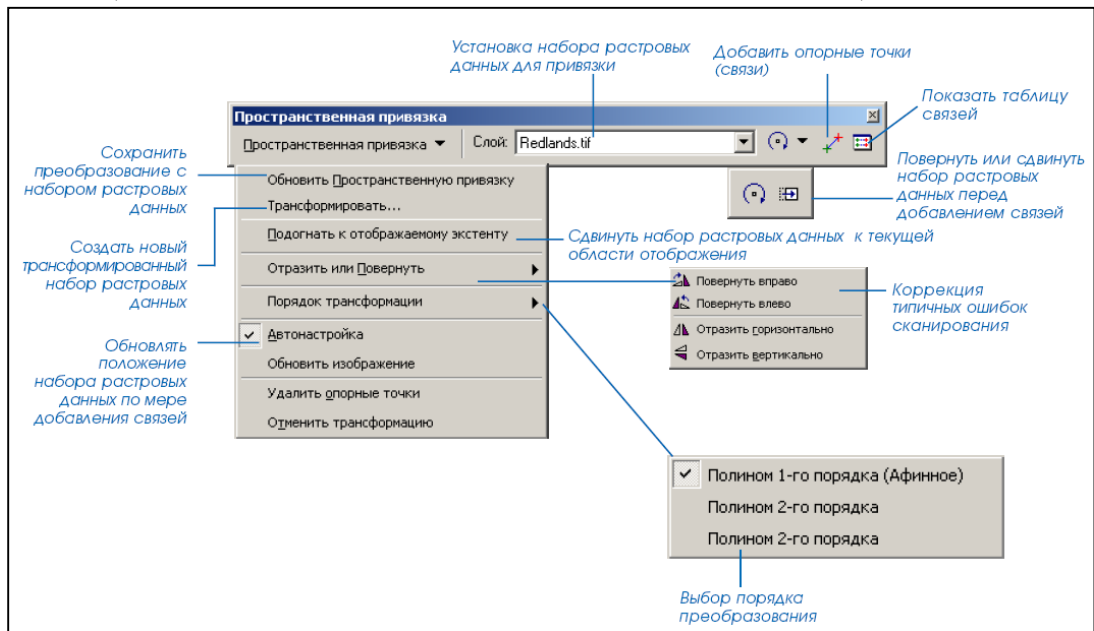 Установка набора растровых
данных для привязки
Добавить опорные точки
(связи)
Показать таблицу
связей
Пространственная привязка
Пространственная привязка
Слой:
Redlands.tif
Сохранить
преобразование с
набором растровых
данных
Повернуть или сдвинуть
набор растровых
данных перед
добавлением связей
Обновить Пространственную привязку
Трансформировать...
Подогнать к отображаемому экстенту
Сдвинуть набор растровых данных к текущей
области отображения
Создать новый
трансформированный
набор растровых
данных
Отразить или Повернуть
Порядок трансформации
Повернуть вправо
Повернуть влево
Отразить горизонтально
Отразить вертикально
Коррекция
типичных ошибок
сканирования
Автонастройка
Обновить изображение
Удалить опорные точки
Отменить трансформацию
Обновлять
положение
набора растровых
данных по мере
добавления связей
Полином 1-го порядка (Афинное)
Полином 2-го порядка
Полином 2-го порядка
Выбор порядка
преобразования